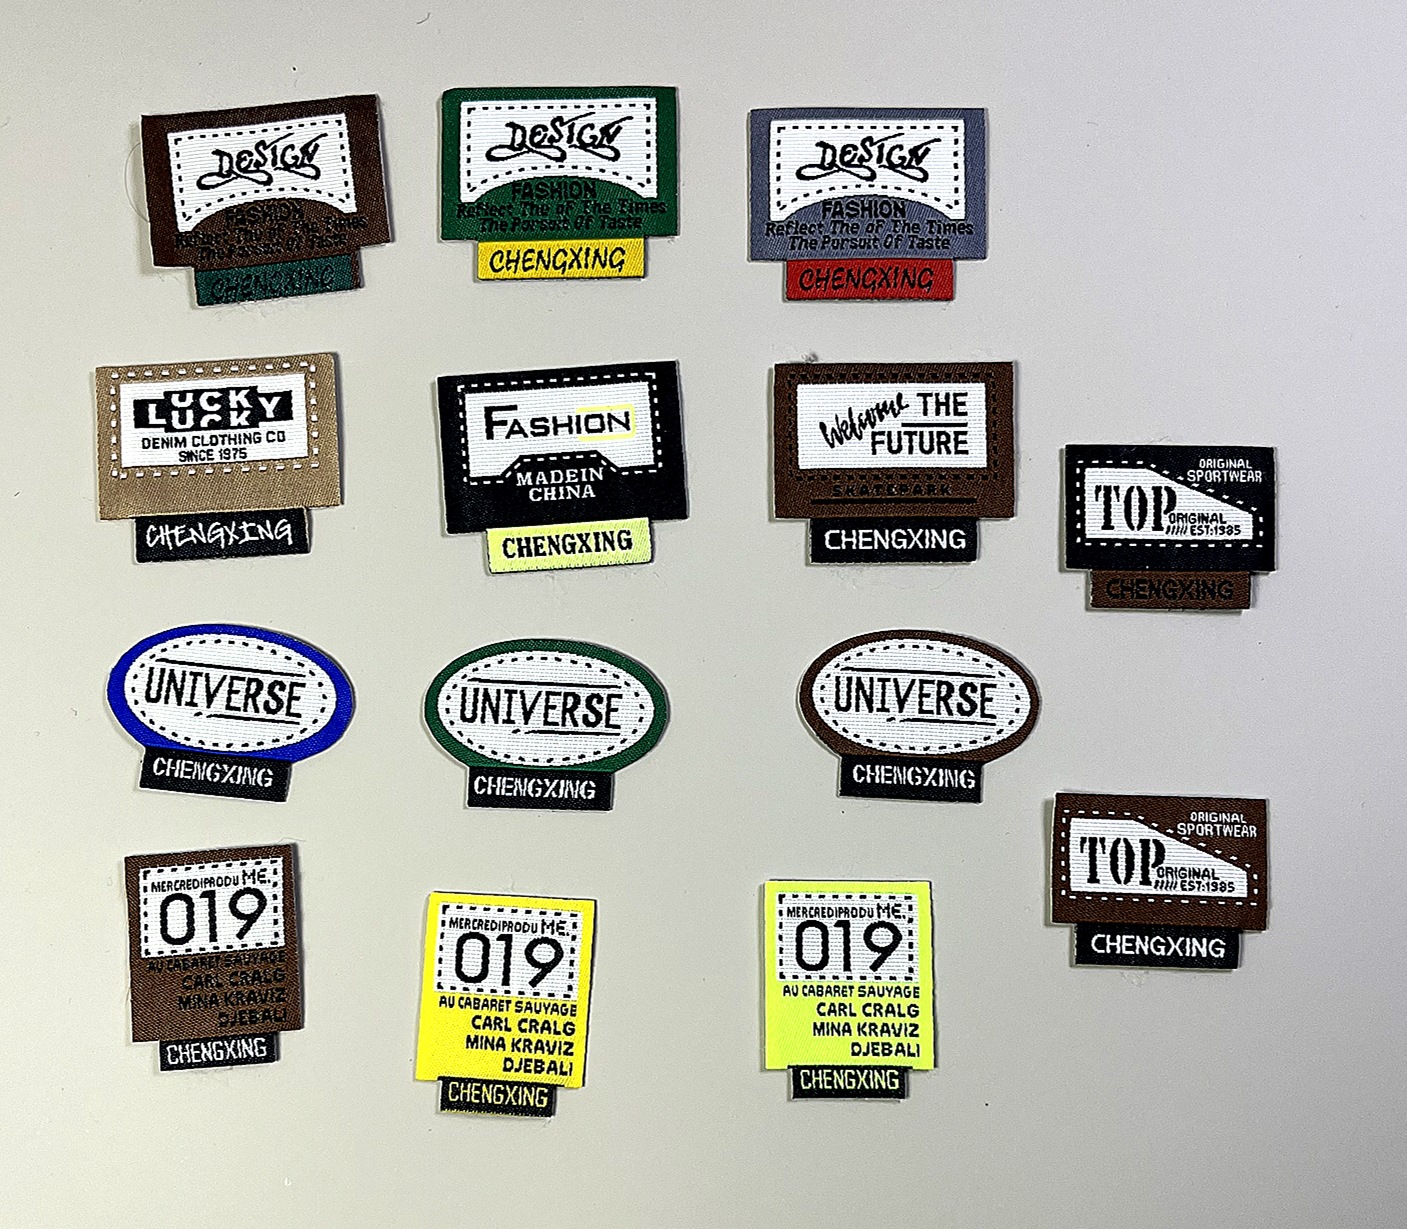 DESIGN
FASHION
Reflect The of The Times
The Porsuit Of Taste
CHENGXING
DESIGN
FASHION
Reflect The of The Times
The Porsuit Of Taste
CHENGXING
DESIGN
FASHION
Reflect The of The Times
The Porsuit Of Taste
CHENGXING
LUCKY
LUCKY
DENIM CLOTHING CO
SINCE 1975
CHENGXING
FASHION
MADEIN
CHINA
CHENGXING
Welcome THE
FUTURE
SKATEPARK
CHENGXING
ORIGINAL
SPORTWEAR
TOP
ORIGINAL
///// EST:1985
CHENGXING
UNIVERSE
CHENGXING
UNIVERSE
CHENGXING
UNIVERSE
CHENGXING
ORIGINAL
SPORTWEAR
TOP
ORIGINAL
///// EST:1985
CHENGXING
MERCREDIPRODU ME.
019
AU CABARET SAUYAGE
CARL CRALG
MINA KRAVIZ
DJEBALI
CHENGXING
MERCREDIPRODU ME.
019
AU CABARET SAUYAGE
CARL CRALG
MINA KRAVIZ
DJEBALI
CHENGXING
MERCREDIPRODU ME.
019
AU CABARET SAUYAGE
CARL CRALG
MINA KRAVIZ
DJEBALI
CHENGXING